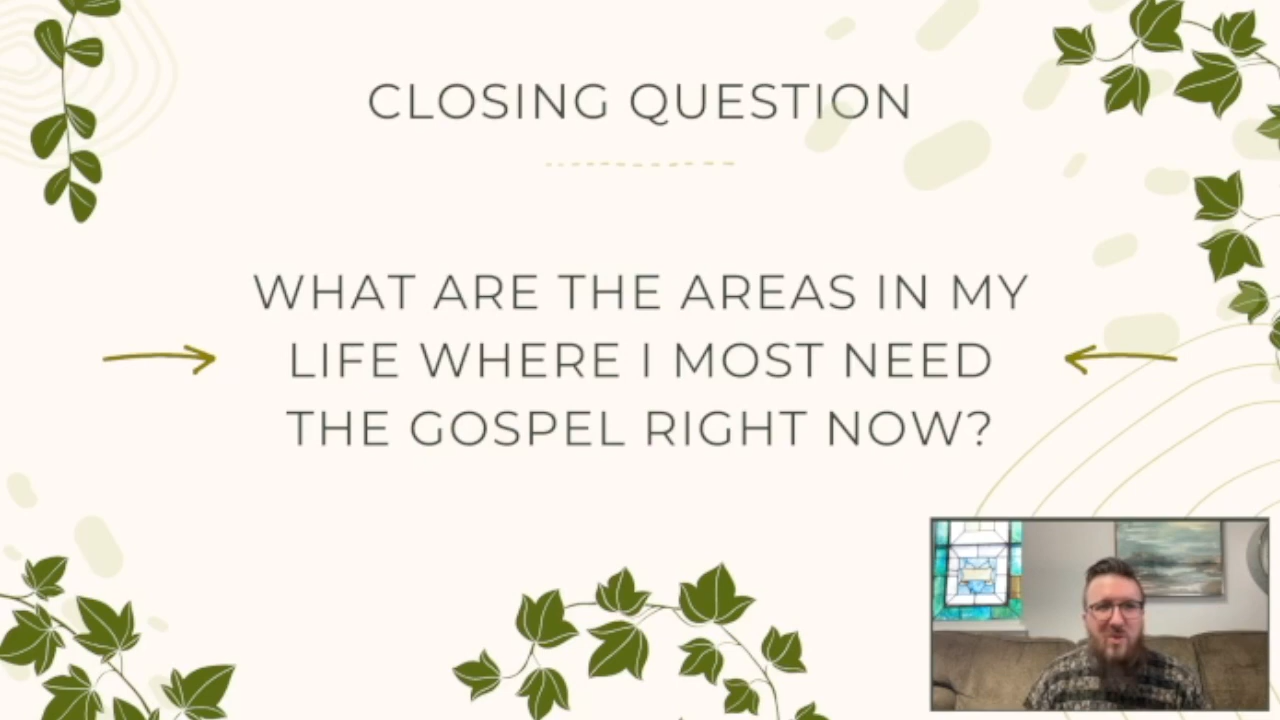 CLOSING QUESTION
WHAT ARE THE AREAS IN MY
LIFE WHERE I MOST NEED
THE GOSPEL RIGHT NOW?